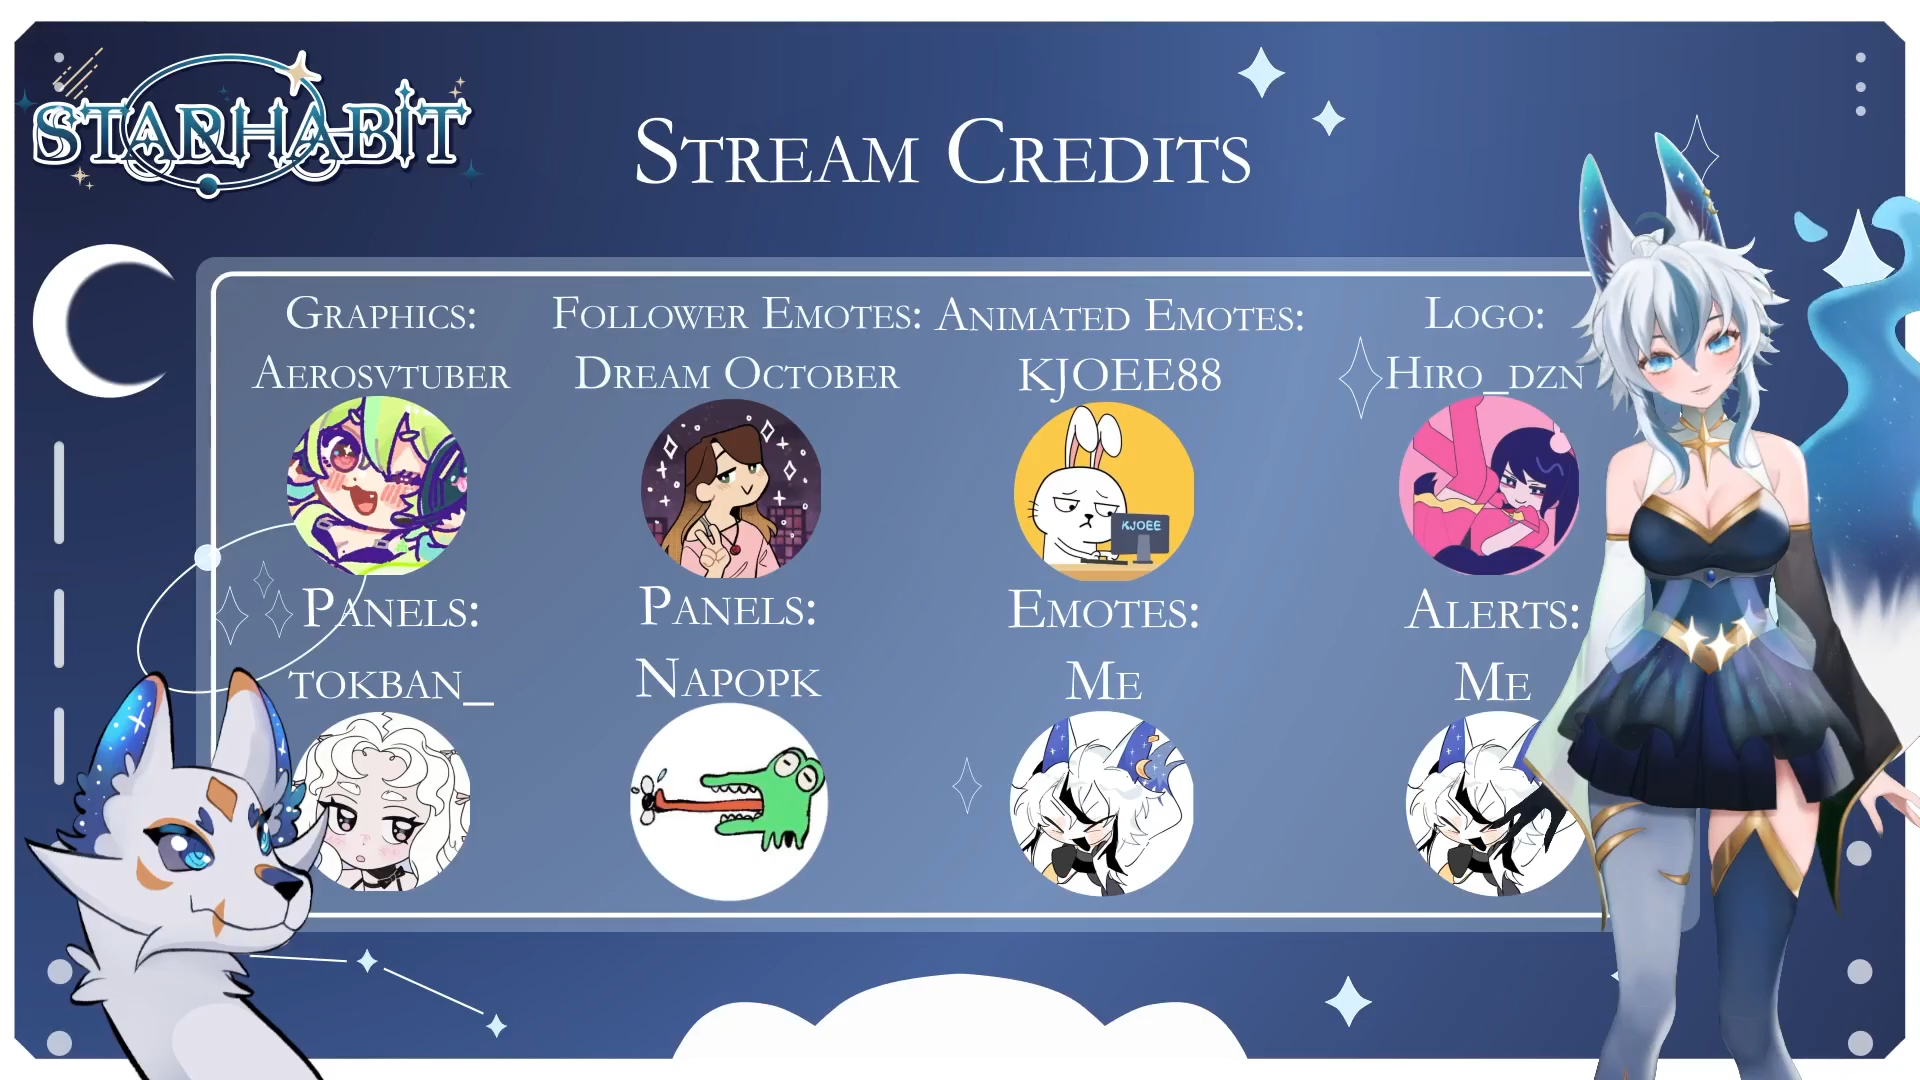 STARHABIT
STREAM CREDITS
GRAPHICS:
AEROSVTUBER
FOLLOWER EMOTES:
DREAM OCTOBER
ANIMATED EMOTES:
KJOEE88
LOGO:
HIRO_DZN
KJOEE
PANELS:
TOKBAN_
PANELS:
NAPOPK
EMOTES:
ME
ALERTS:
ME